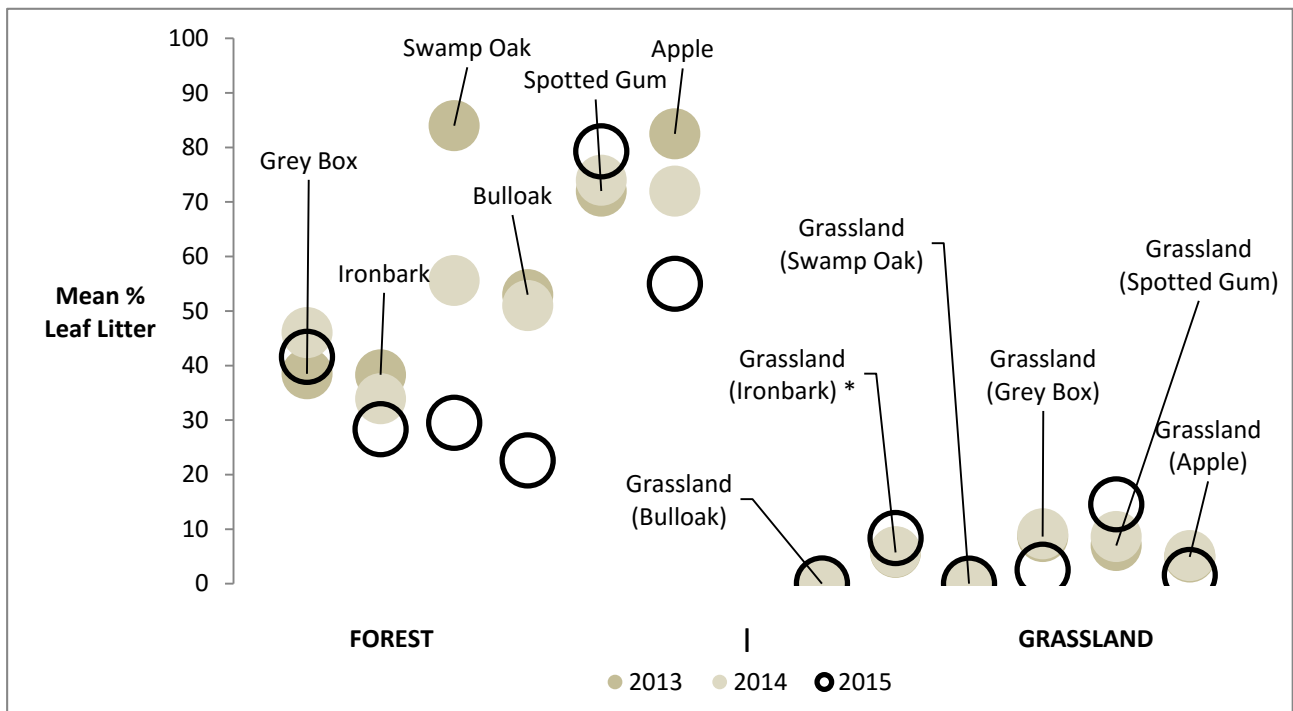 Mean %
Leaf Litter
100
90
80
70
60
50
40
30
20
10
0
Grey Box
Ironbark
Swamp Oak
Bulloak
Spotted Gum
Apple
Grassland
(Bulloak)
Grassland
(Ironbark) *
Grassland
(Swamp Oak)
Grassland
(Grey Box)
Grassland
(Spotted Gum)
Grassland
(Apple)
FOREST | GRASSLAND
2013 2014 2015